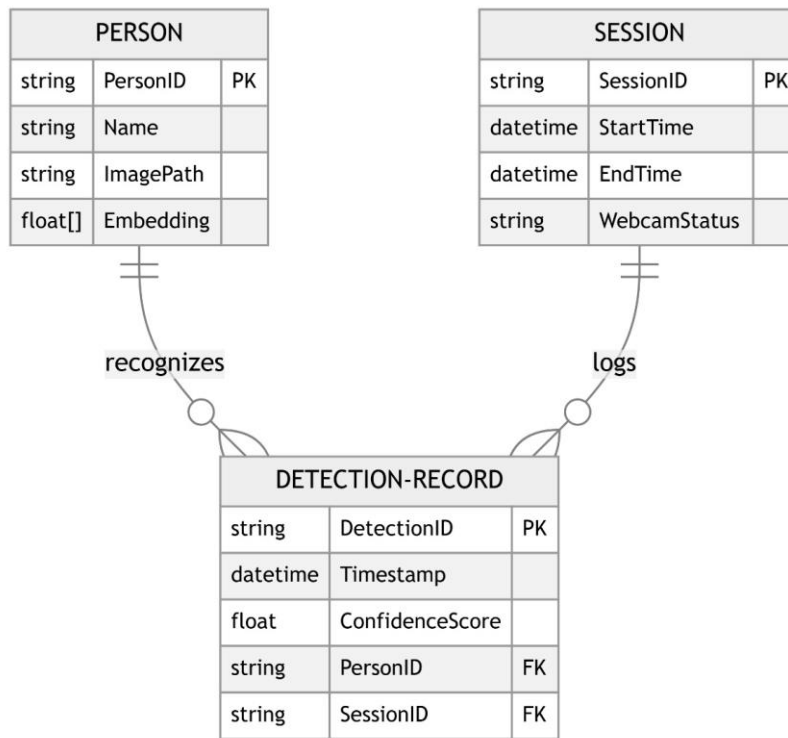 PERSON
string PersonID PK
string Name
string ImagePath
float[] Embedding
SESSION
string SessionID PK
datetime StartTime
datetime EndTime
string WebcamStatus
recognizes
logs
DETECTION-RECORD
string DetectionID PK
datetime Timestamp
float ConfidenceScore
string PersonID FK
string SessionID FK